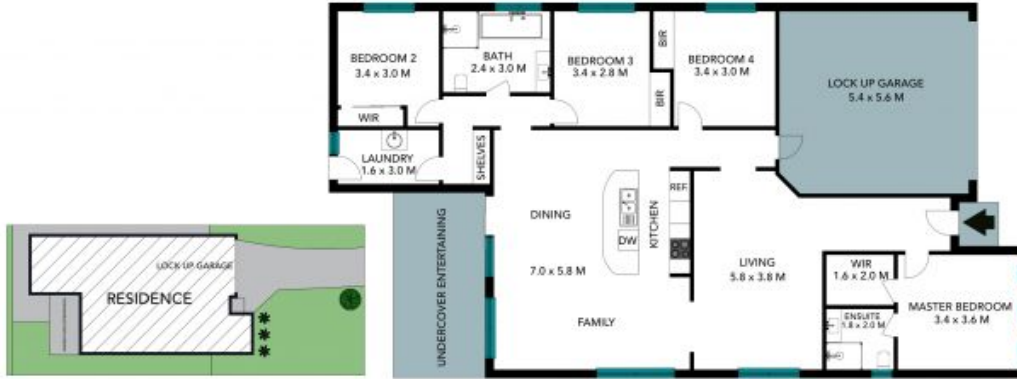 BEDROOM 2
3.4 x 3.0 M
WIR
BATH
2.4 x 3.0 M
BEDROOM 3
3.4 x 2.8 M
BIR
BIR
BEDROOM 4
3.4 x 3.0 M
LOCK UP GARAGE
5.4 x 5.6 M
LAUNDRY
1.6 x 3.0 M
SHELVES
UNDERCOVER ENTERTAINING
DINING
7.0 x 5.8 M
FAMILY
KITCHEN
REF.
DW
LIVING
5.8 x 3.8 M
WIR
1.6 x 2.0 M
ENSUITE
1.8 x 2.0 M
MASTER BEDROOM
3.4 x 3.6 M
LOCK UP GARAGE
RESIDENCE